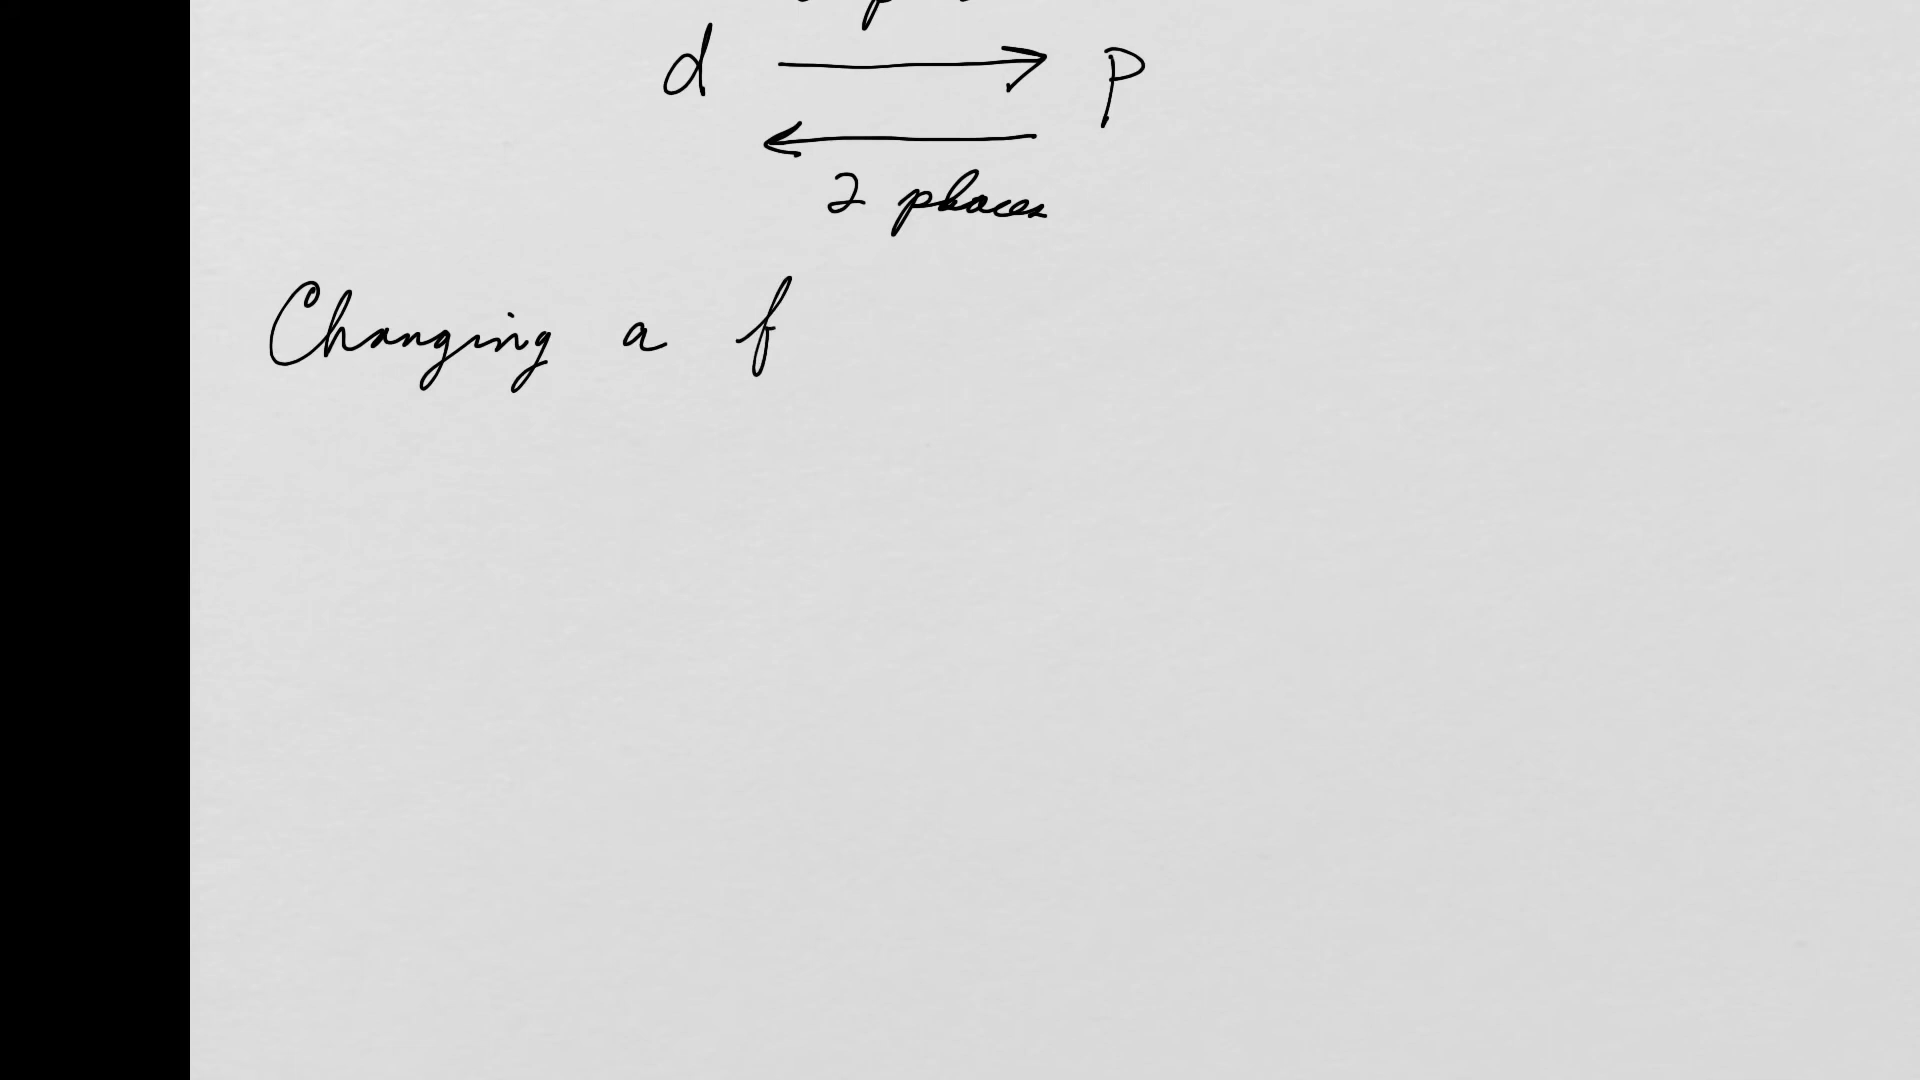 d → p
←
2 places
Changing a f